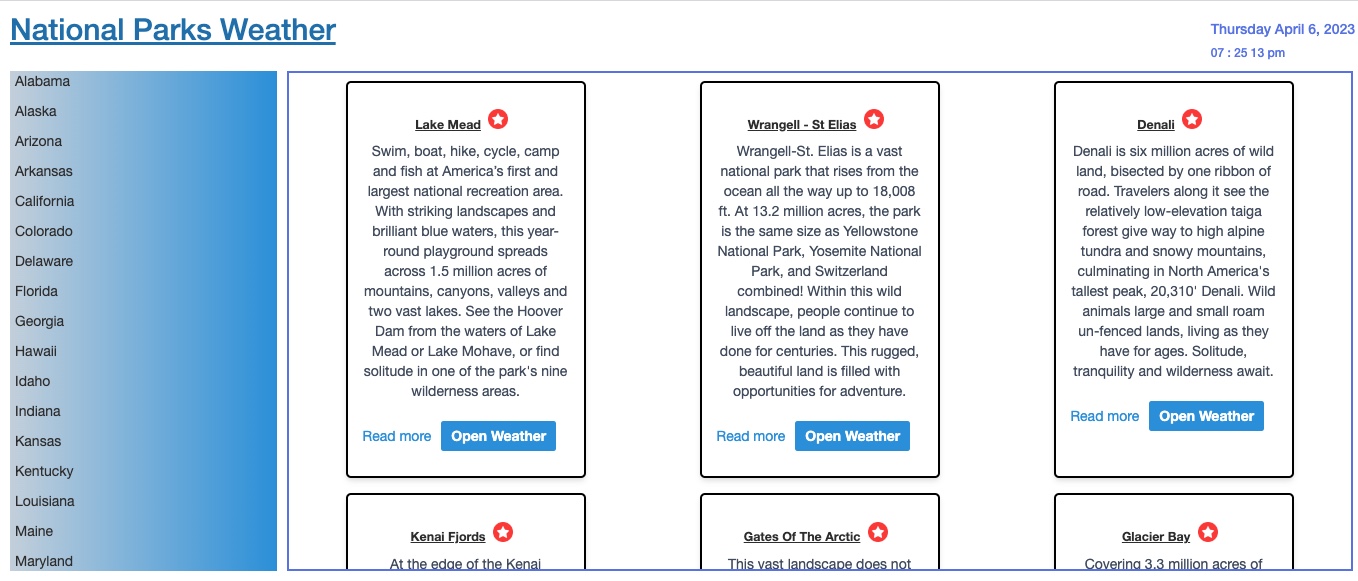 National Parks Weather
Thursday April 6, 2023
07 : 25 13 pm
Alabama
Alaska
Arizona
Arkansas
California
Colorado
Delaware
Florida
Georgia
Hawaii
Idaho
Indiana
Kansas
Kentucky
Louisiana
Maine
Maryland
Lake Mead
Swim, boat, hike, cycle, camp
and fish at America’s first and
largest national recreation area.
With striking landscapes and
brilliant blue waters, this year-
round playground spreads
across 1.5 million acres of
mountains, canyons, valleys and
two vast lakes. See the Hoover
Dam from the waters of Lake
Mead or Lake Mohave, or find
solitude in one of the park's nine
wilderness areas.
Read more
Open Weather
Wrangell - St Elias
Wrangell-St. Elias is a vast
national park that rises from the
ocean all the way up to 18,008
ft. At 13.2 million acres, the park
is the same size as Yellowstone
National Park, Yosemite National
Park, and Switzerland
combined! Within this wild
landscape, people continue to
live off the land as they have
done for centuries. This rugged,
beautiful land is filled with
opportunities for adventure.
Read more
Open Weather
Denali
Denali is six million acres of wild
land, bisected by one ribbon of
road. Travelers along it see the
relatively low-elevation taiga
forest give way to high alpine
tundra and snowy mountains,
culminating in North America's
tallest peak, 20,310' Denali. Wild
animals large and small roam
un-fenced lands, living as they
have for ages. Solitude,
tranquility and wilderness await.
Read more
Open Weather
Kenai Fjords
At the edge of the Kenai
Gates Of The Arctic
This vast landscape does not
Glacier Bay
Covering 3.3 million acres of